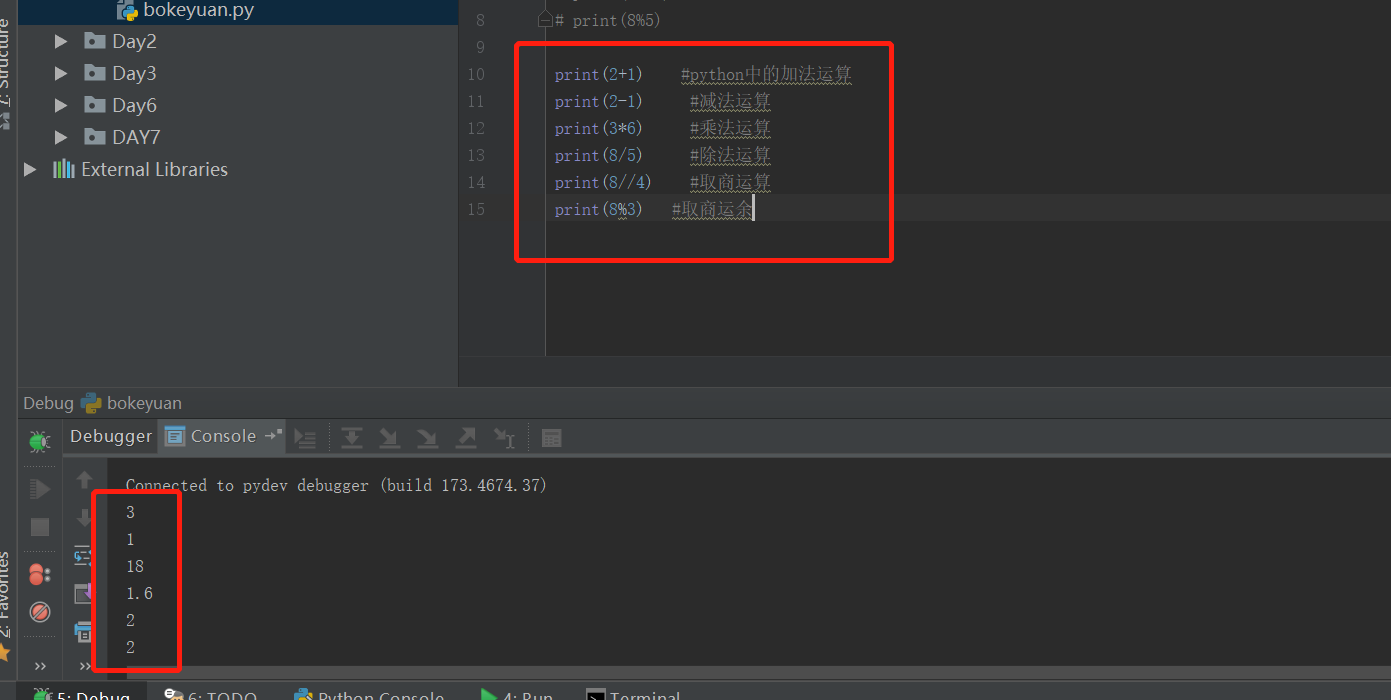 bokeyuan.py
Day2
Day3
Day6
DAY7
External Libraries
7: Structure
8 # print(8%5)
9
10 print(2+1) #python中的加法运算
11 print(2-1) #减法运算
12 print(3*6) #乘法运算
13 print(8/5) #除法运算
14 print(8//4) #取商运算
15 print(8%3) #取商运余
Debug bokeyuan
Debugger Console
Connected to pydev debugger (build 173.4674.37)
3
1
18
1.6
2
2
2: Favorites
5: Debug 6: TODO Python Console 4: Run Terminal